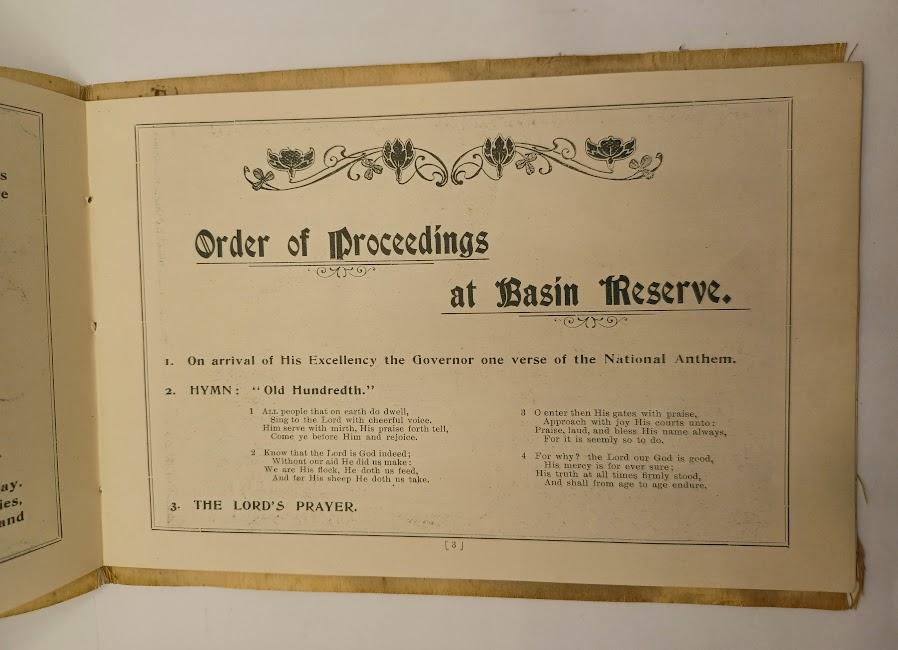 s
e
ay.
ies,
and
Order of Proceedings
at Basin Reserve.
1. On arrival of His Excellency the Governor one verse of the National Anthem.
2. HYMN: "Old Hundredth."
1 ALL people that on earth do dwell,
Sing to the Lord with cheerful voice.
Him serve with mirth, His praise forth tell,
Come ye before Him and rejoice.
2 Know that the Lord is God indeed;
Without our aid He did us make:
We are His flock, He doth us feed,
And for His sheep He doth us take.
3 O enter then His gates with praise,
Approach with joy His courts unto:
Praise, laud, and bless His name always,
For it is seemly so to do.
4 For why? the Lord our God is good,
His mercy is for ever sure;
His truth at all times firmly stood,
And shall from age to age endure.
3. THE LORD'S PRAYER.
[3]